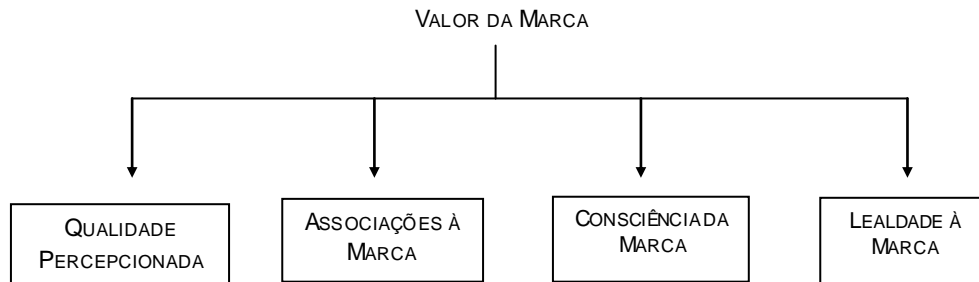 VALOR DA MARCA
QUALIDADE
PERCEPCIONADA
ASSOCIAÇÕES À
MARCA
CONSCIÊNCIA DA
MARCA
LEALDADE À
MARCA